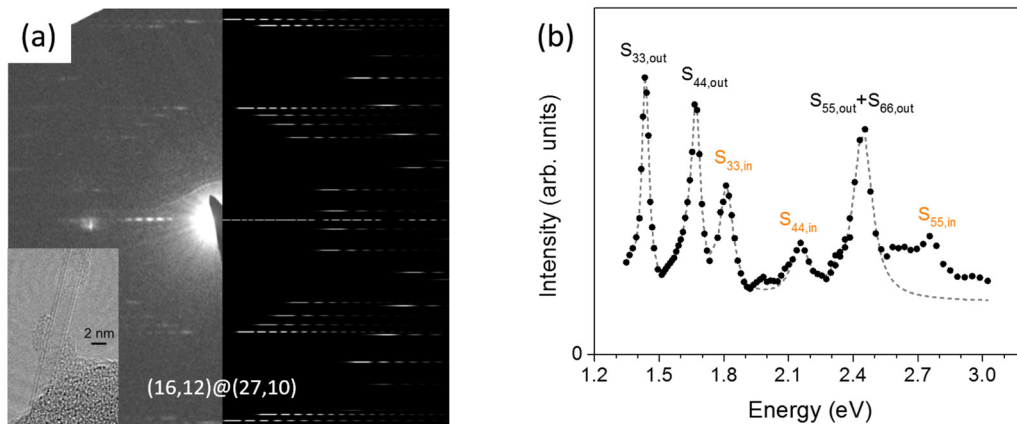 (a)
2 nm
(16,12)@(27,10)
(b)
S33,out
S44,out
S33,in
S44,in
S55,out+S66,out
S55,in
Intensity (arb. units)
0
1.2 1.5 1.8 2.1 2.4 2.7 3.0
Energy (eV)